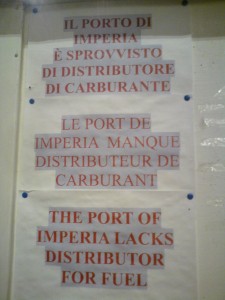 IL PORTO DI
IMPERIA
È SPROVVISTO
DI DISTRIBUTORE
DI CARBURANTE
LE PORT DE
IMPERIA MANQUE
DISTRIBUTEUR DE
CARBURANT
THE PORT OF
IMPERIA LACKS
DISTRIBUTOR
FOR FUEL